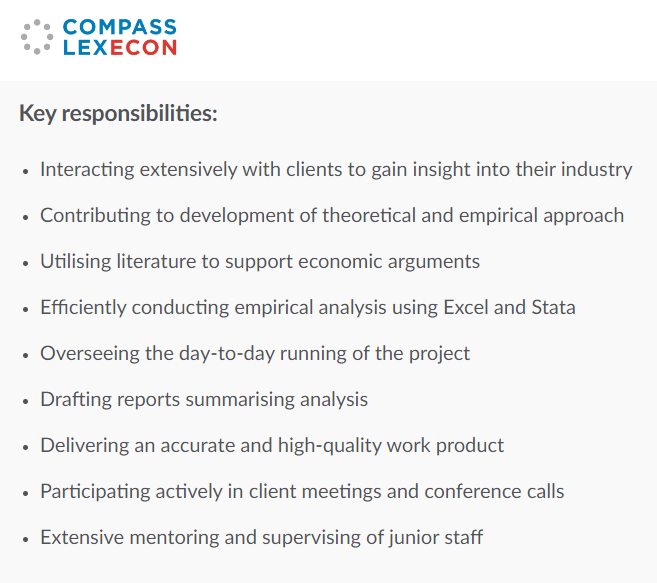 COMPASS
LEXECON
Key responsibilities:
• Interacting extensively with clients to gain insight into their industry
• Contributing to development of theoretical and empirical approach
• Utilising literature to support economic arguments
• Efficiently conducting empirical analysis using Excel and Stata
• Overseeing the day-to-day running of the project
• Drafting reports summarising analysis
• Delivering an accurate and high-quality work product
• Participating actively in client meetings and conference calls
• Extensive mentoring and supervising of junior staff